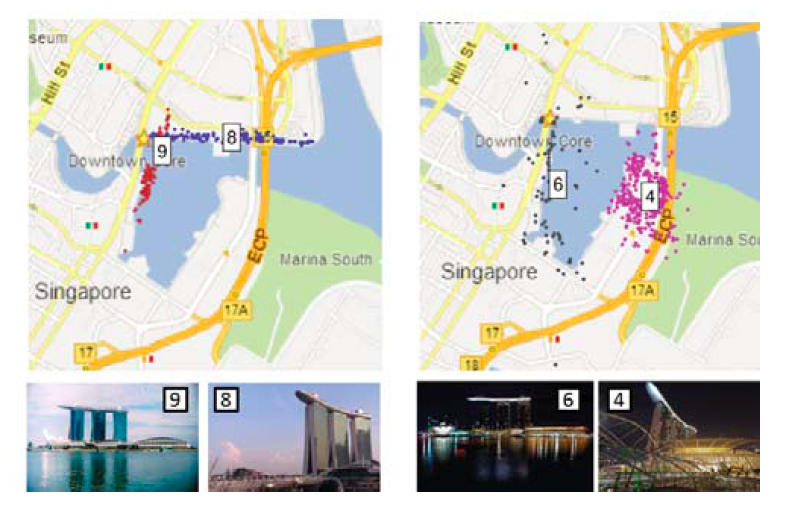 seum
Hill St
8
9
Downtown Core
ECP
Marina South
Singapore
17A
17
Hill St
15
Downtown Core
6
4
ECP
Marina Sou
Singapore
17A
17
18
9
8
6
4